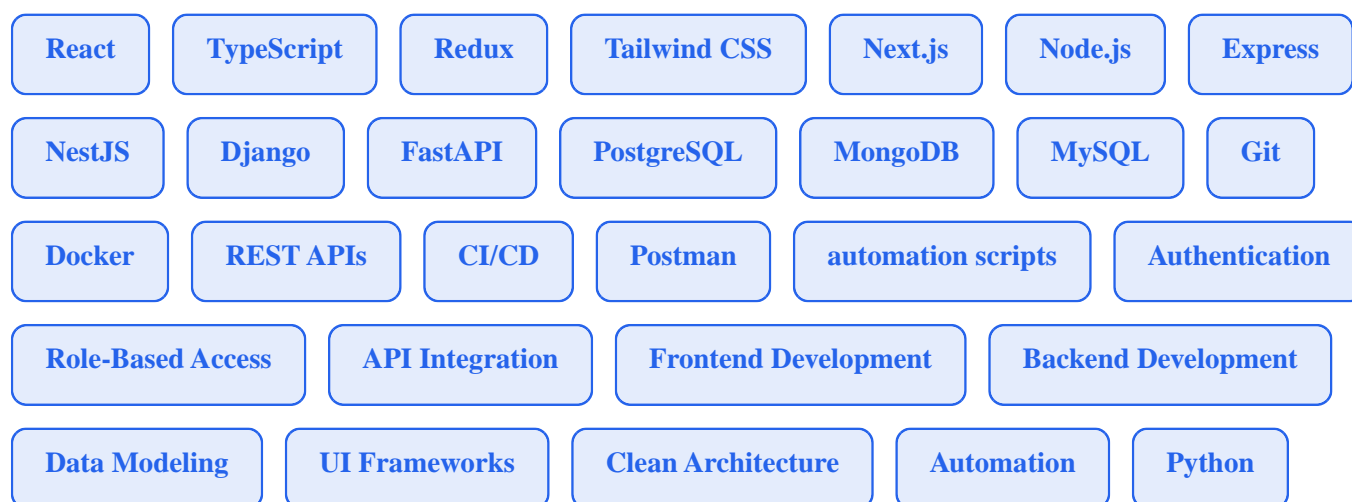 React TypeScript Redux Tailwind CSS Next.js Node.js Express
NestJS Django FastAPI PostgreSQL MongoDB MySQL Git
Docker REST APIs CI/CD Postman automation scripts Authentication
Role-Based Access API Integration Frontend Development Backend Development
Data Modeling UI Frameworks Clean Architecture Automation Python